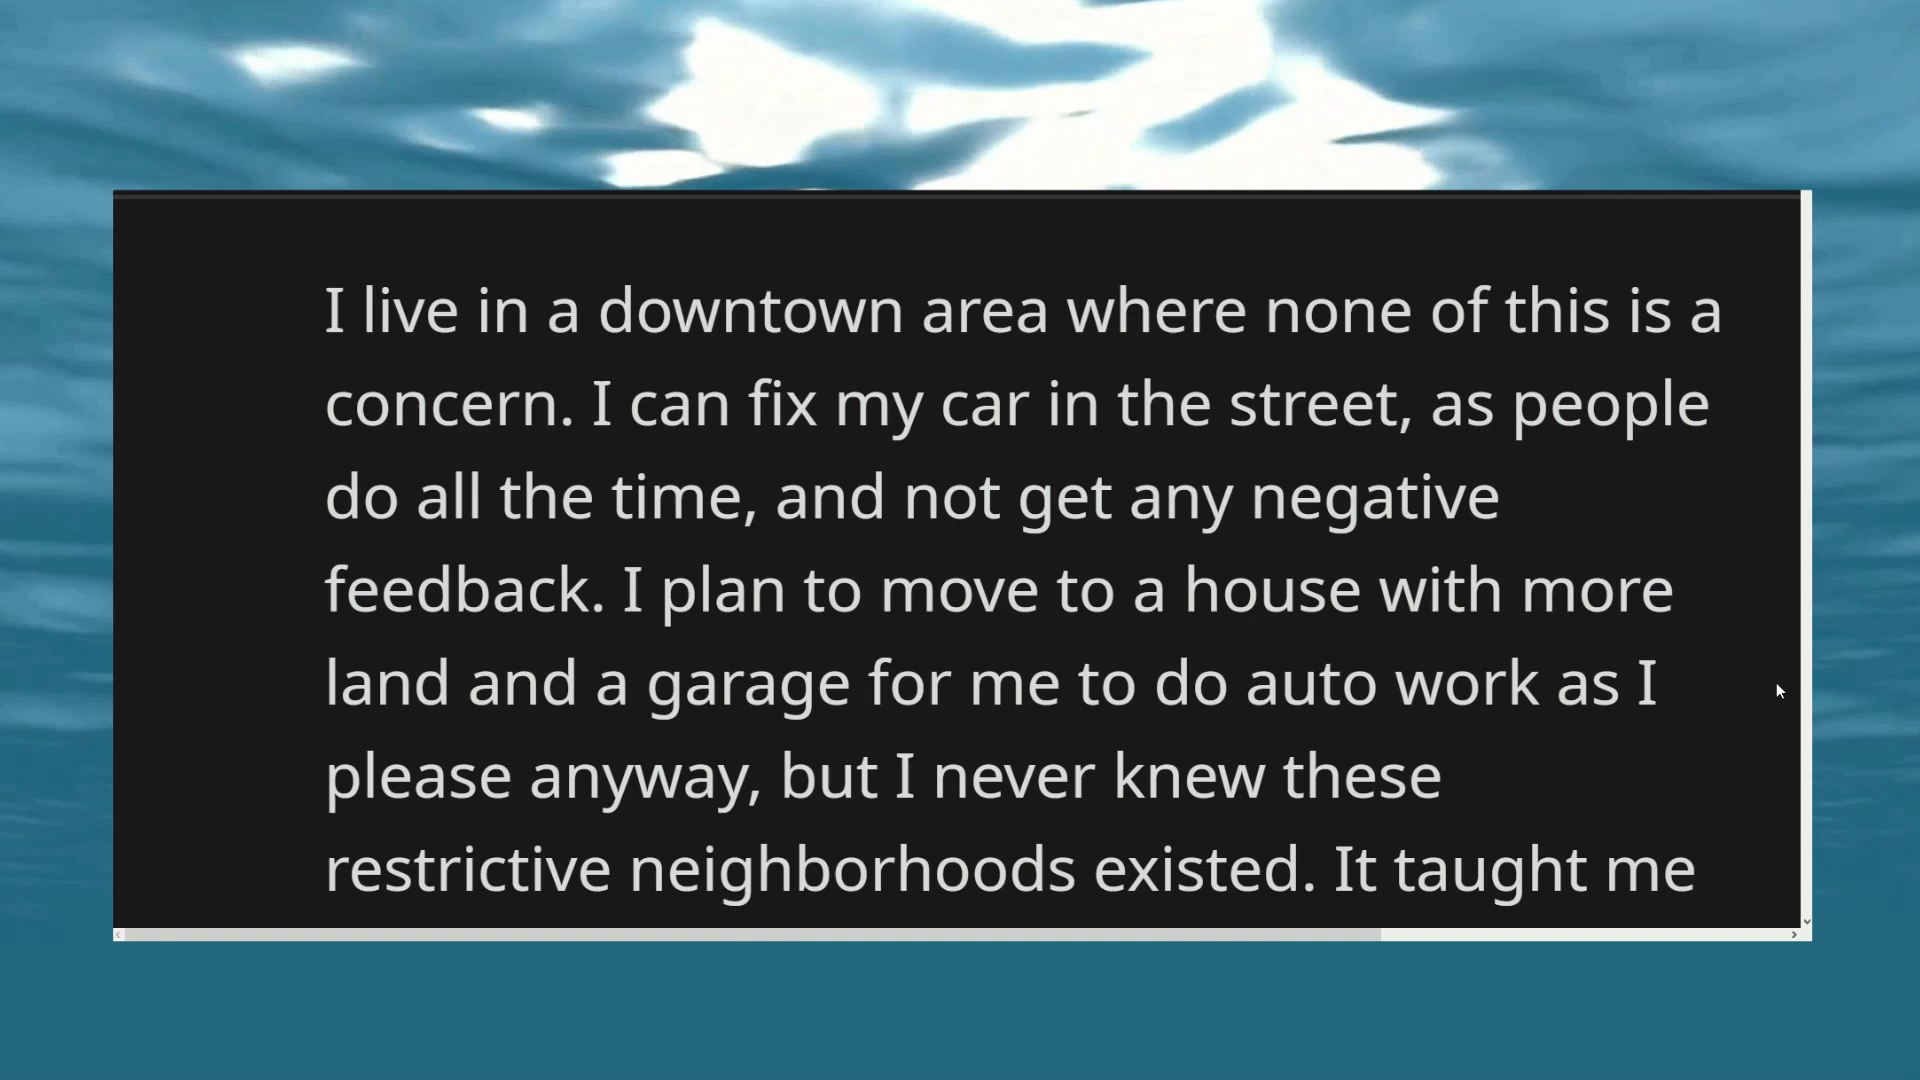 I live in a downtown area where none of this is a
concern. I can fix my car in the street, as people
do all the time, and not get any negative
feedback. I plan to move to a house with more
land and a garage for me to do auto work as I
please anyway, but I never knew these
restrictive neighborhoods existed. It taught me